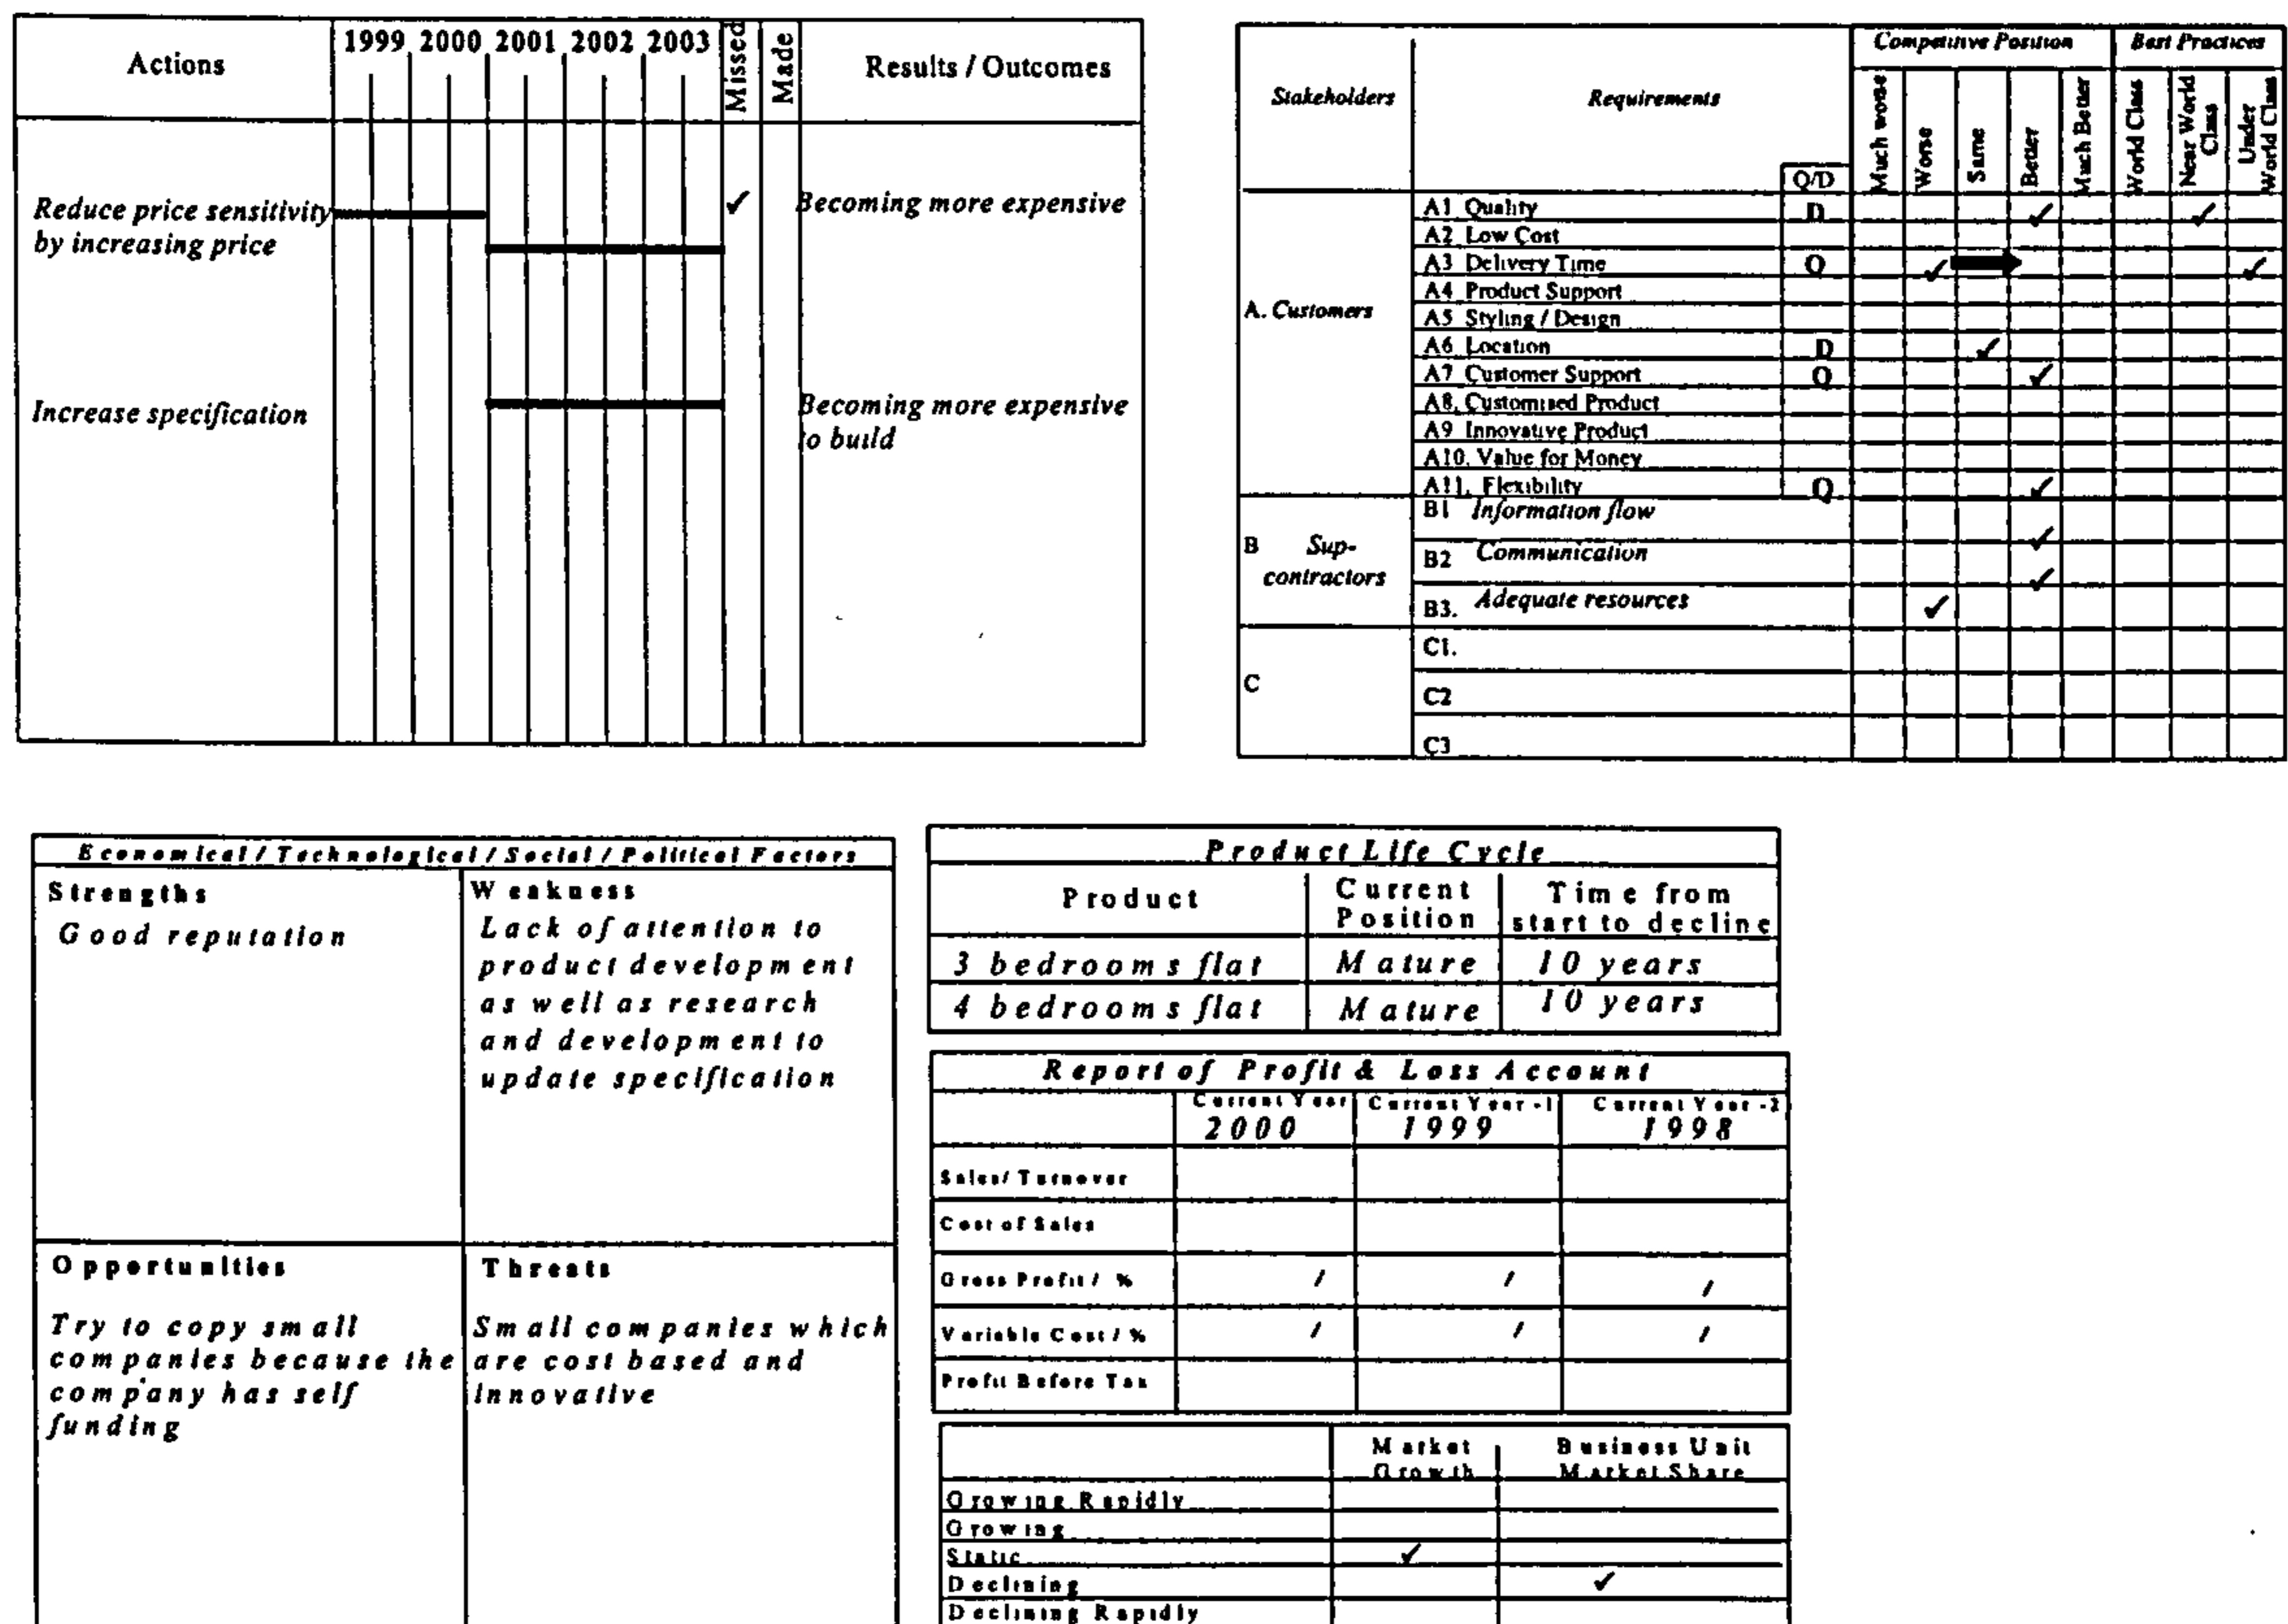 Actions
1999 2000 2001 2002 2003
Missed
Made
Results / Outcomes
Reduce price sensitivity
by increasing price
✓
Becoming more expensive
Increase specification
Becoming more expensive
to build
Stakeholders
Requirements
Q/D
Competitive Position
Best Practices
Much worse
Worse
Same
Better
Much Better
World Class
Near World
Class
Under
World Class
A. Customers
A1 Quality D ✓ ✓
A2 Low Cost
A3 Delivery Time Q ✓ ✓
A4 Product Support
A5 Styling / Design
A6 Location D ✓
A7 Customer Support Q ✓
A8. Customised Product
A9 Innovative Product
A10. Value for Money
A11. Flexibility Q ✓
B Sup-
contractors
B1 Information flow ✓
B2 Communication ✓
B3. Adequate resources ✓
C
C1.
C2
C3
Economical / Technological / Social / Political Factors
Strengths
Good reputation
Weakness
Lack of attention to
product development
as well as research
and development to
update specification
Opportunities
Try to copy small
companies because the
company has self
funding
Threats
Small companies which
are cost based and
innovative
Product Life Cycle
Product
Current
Position
Time from
start to decline
3 bedrooms flat Mature 10 years
4 bedrooms flat Mature 10 years
Report of Profit & Loss Account
Current Year Current Year -1 Current Year -2
2000 1999 1998
Sales/ Turnover
Cost of Sales
Gross Profit / % / / /
Variable Cost / % / / /
Profit Before Tax
Market
Growth
Business Unit
Market Share
Growing Rapidly
Growing
Static ✓
Declining ✓
Declining Rapidly